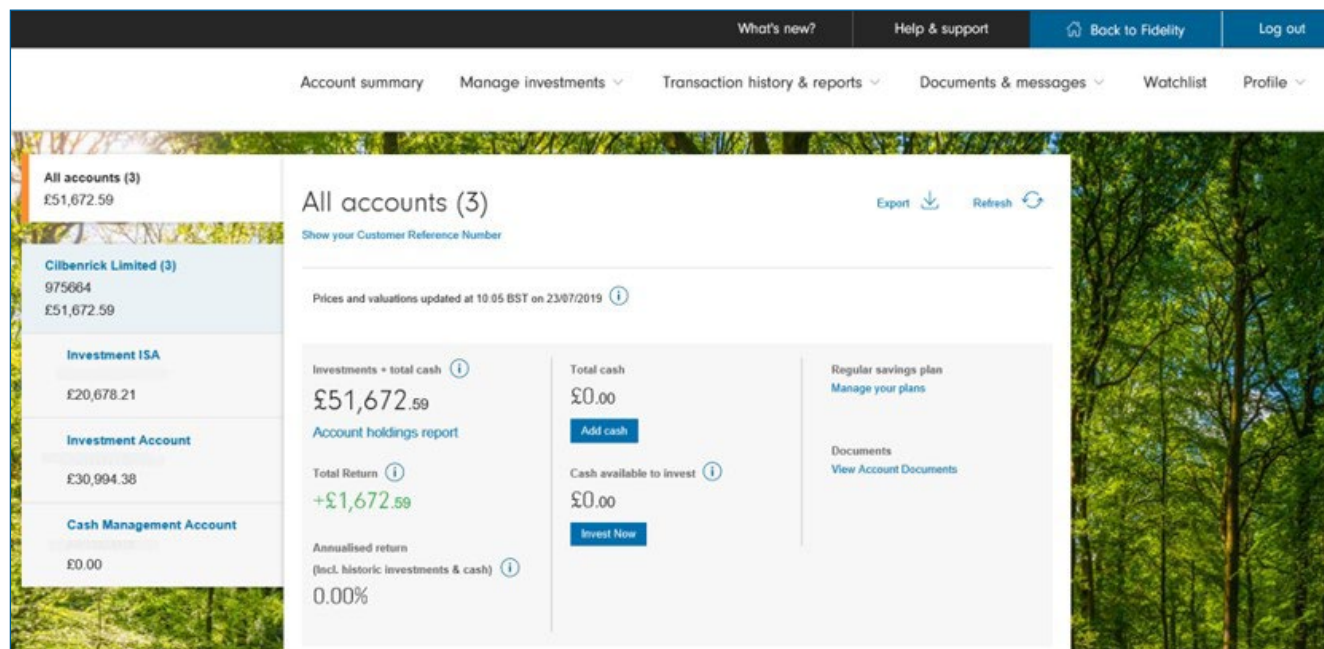 What's new?
Help & support
Back to Fidelity
Log out
Account summary
Manage investments
Transaction history & reports
Documents & messages
Watchlist
Profile
All accounts (3)
£51,672.59
Cilbenrick Limited (3)
975664
£51,672.59
Investment ISA
£20,678.21
Investment Account
£30,994.38
Cash Management Account
£0.00
All accounts (3)
Export
Refresh
Show your Customer Reference Number
Prices and valuations updated at 10:05 BST on 23/07/2019
Investments + total cash
£51,672.59
Account holdings report
Total Return
+£1,672.59
Annualised return
(Incl. historic investments & cash)
0.00%
Total cash
£0.00
Add cash
Cash available to invest
£0.00
Invest Now
Regular savings plan
Manage your plans
Documents
View Account Documents